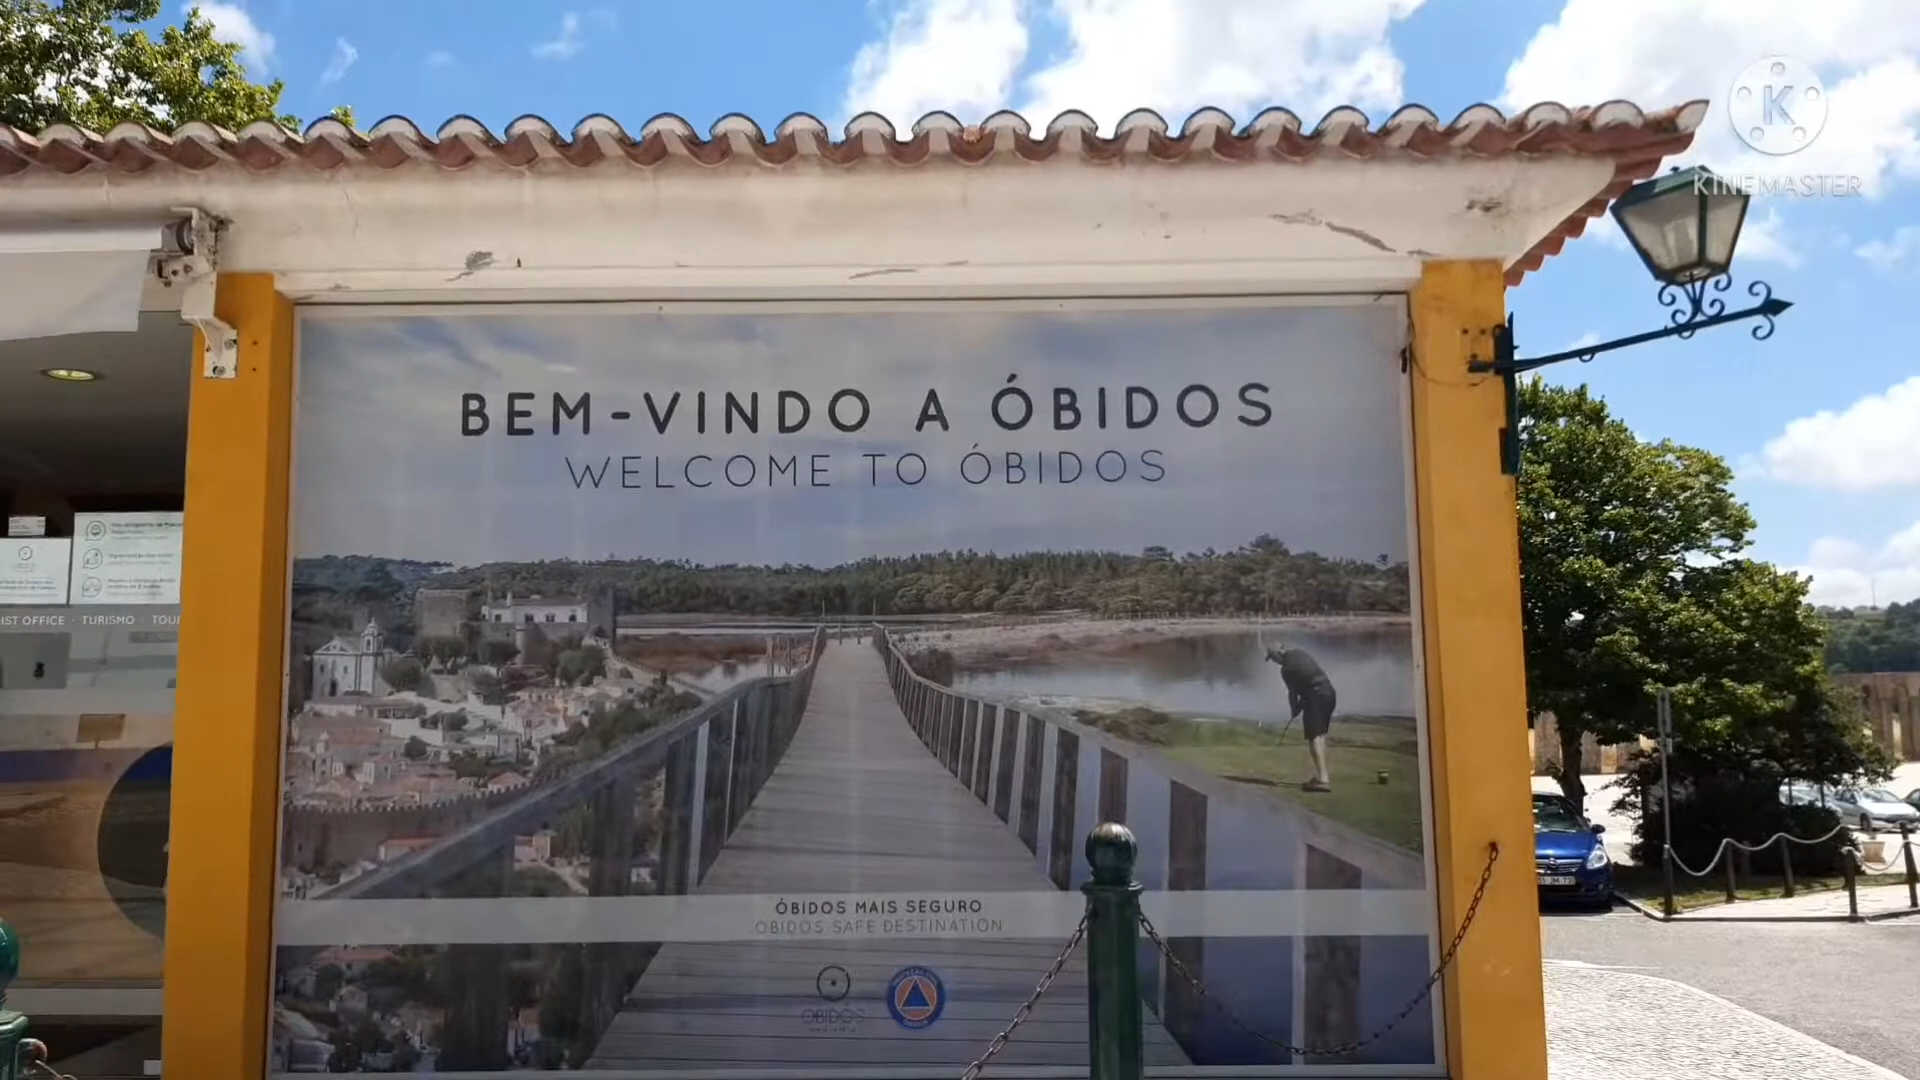 KINEMASTER
BEM-VINDO A ÓBIDOS
WELCOME TO ÓBIDOS
IST OFFICE · TURISMO · TOU
ÓBIDOS MAIS SEGURO
ÓBIDOS SAFE DESTINATION
ÓBIDOS